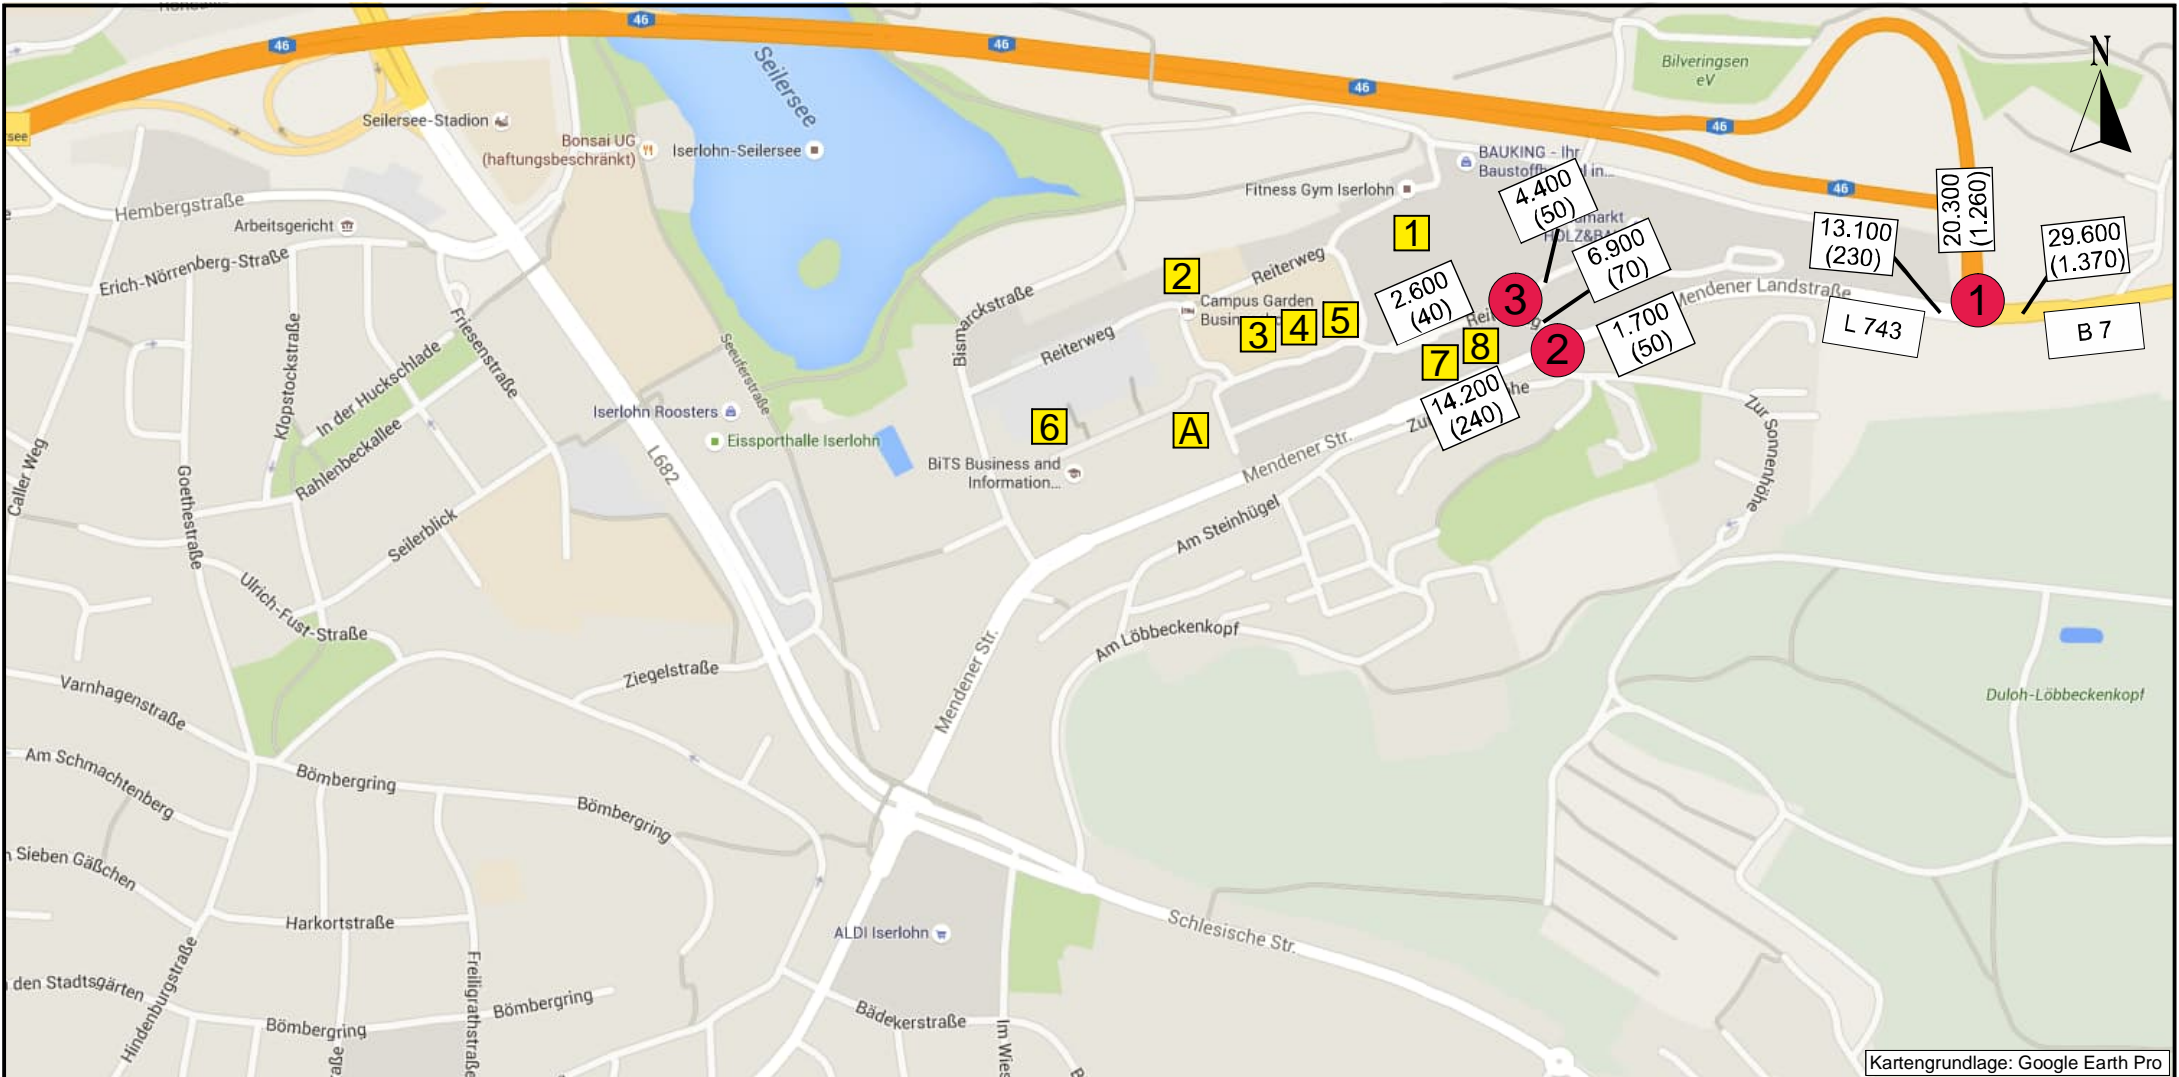 46
46
46
46
46
46
N
Seilersee
Bilveringsen
eV
see
Seilersee-Stadion
Bonsai UG
(haftungsbeschränkt)
Iserlohn-Seilersee
BAUKING - Ihr
Fitness Gym Iserlohn
4.400
(50)
20.300
(1.260)
Hembergstraße
Arbeitsgericht
1
6.900
(70)
13.100
(230)
29.600
(1.370)
Erich-Nörrenberg-Straße
2
Reiterweg
2.600
(40)
3
Mendener Landstraße
1
Campus Garden
Bismarckstraße
Friesenstraße
Klopstockstraße
In der Huckschlade
3
4
5
Reiterweg
7
8
2
1.700
(50)
L 743
B 7
Seeuferstraße
Iserlohn Roosters
Eissporthalle Iserlohn
14.200
(240)
Zur Sonnenhöhe
6
A
Mendener Str.
BiTS Business and
Information...
L682
Caller Weg
Rahlenbeckallee
Goethestraße
Seilerblick
Am Steinhügel
Ulrich-Fust-Straße
Am Löbbeckenkopf
Ziegelstraße
Mendener Str.
Varnhagenstraße
Duloh-Löbbeckenkopf
Am Schmachtenberg
Bömbergring
Bömbergring
Sieben Gäßchen
Harkortstraße
ALDI Iserlohn
Schlesische Str.
Hindenburgstraße
Freiligrathstraße
den Stadtsgärten
Bömbergring
Bömbergring
Bädekerstraße
Im Wies
aße
Kartengrundlage: Google Earth Pro